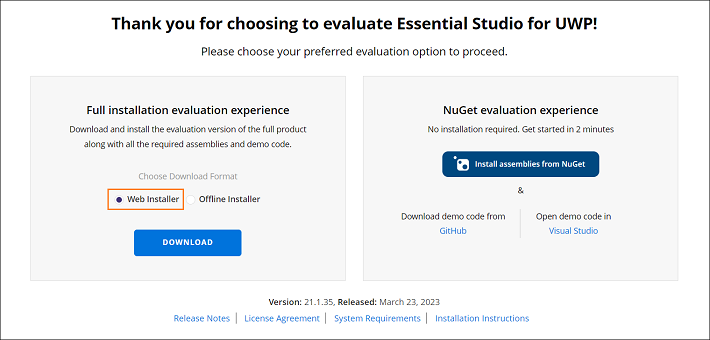 Thank you for choosing to evaluate Essential Studio for UWP!
Please choose your preferred evaluation option to proceed.
Full installation evaluation experience
Download and install the evaluation version of the full product
along with all the required assemblies and demo code.
Choose Download Format
Web Installer
Offline Installer
DOWNLOAD
NuGet evaluation experience
No installation required. Get started in 2 minutes
Install assemblies from NuGet
&
Download demo code from
GitHub
Open demo code in
Visual Studio
Version: 21.1.35, Released: March 23, 2023
Release Notes | License Agreement | System Requirements | Installation Instructions